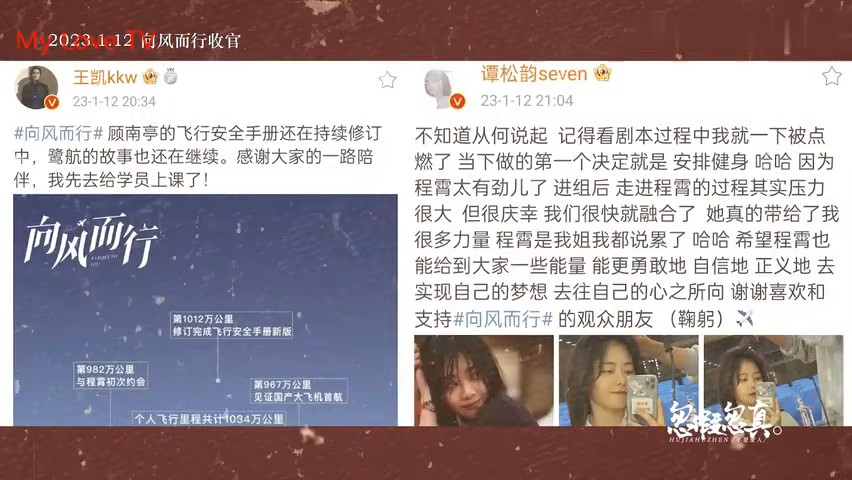 My Love TV
2023.1.12 向风而行收官
王凯kkw
23-1-12 20:34
#向风而行# 顾南亭的飞行安全手册还在持续修订
中，鹭航的故事也还在继续。感谢大家的一路陪
伴，我先去给学员上课了！
向风而行
第1012万公里
修订完成飞行安全手册新版
第982万公里
与程霄初次约会
第967万公里
见证国产大飞机首航
个人飞行里程共计1034万公里
谭松韵seven
23-1-12 21:04
不知道从何说起 记得看剧本过程中我就一下被点
燃了 当下做的第一个决定就是 安排健身 哈哈 因为
程霄太有劲儿了 进组后 走进程霄的过程其实压力
很大 但很庆幸 我们很快就融合了 她真的带给了我
很多力量 程霄是我姐我都说累了 哈哈 希望程霄也
能给到大家一些能量 能更勇敢地 自信地 正义地 去
实现自己的梦想 去往自己的心之所向 谢谢喜欢和
支持#向风而行# 的观众朋友 （鞠躬）
忽假忽真。
HUJIAHUZHEN